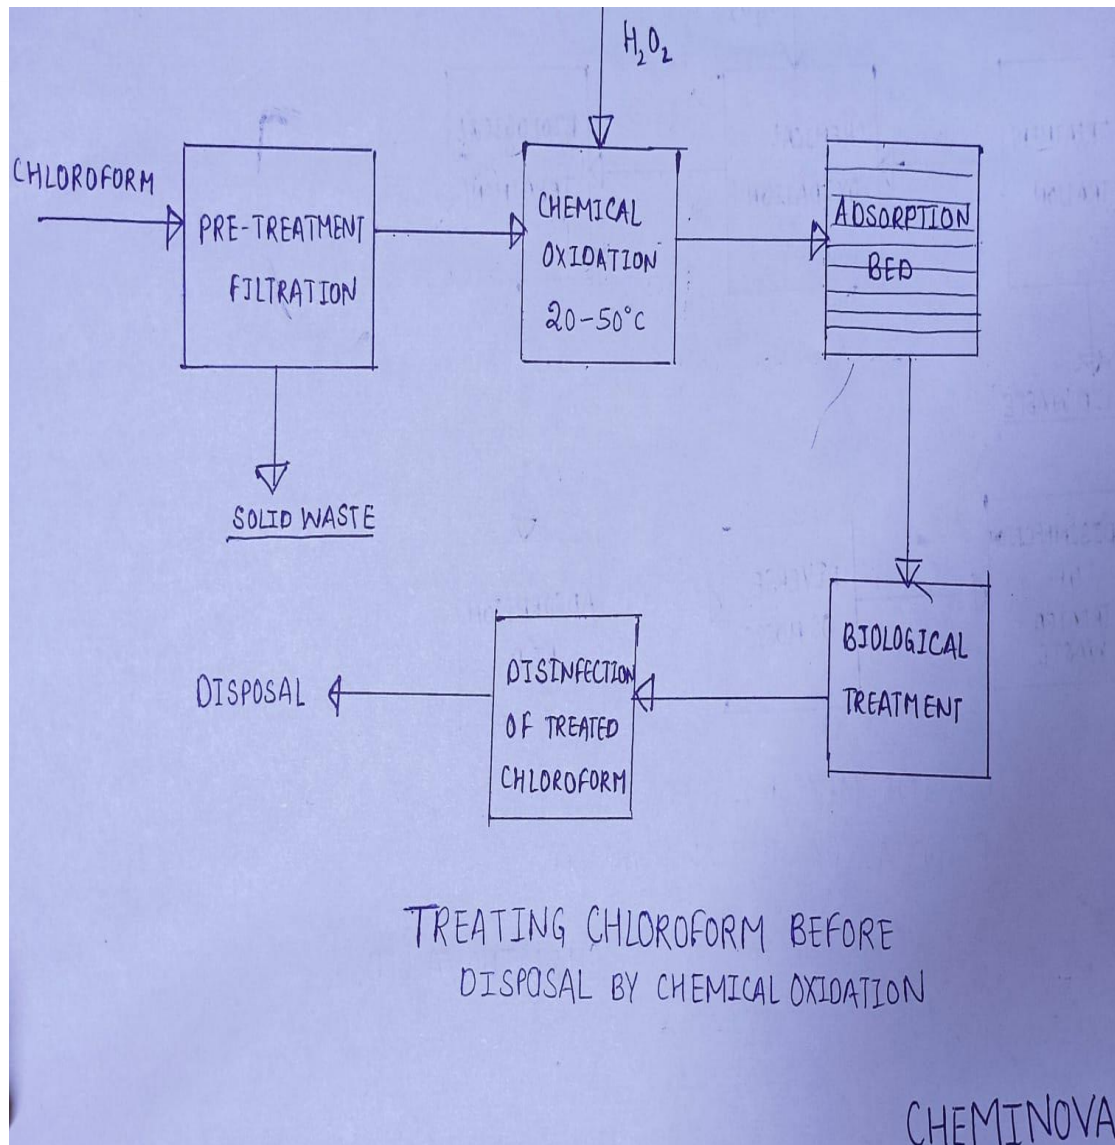 H₂O₂
CHLOROFORM
PRE-TREATMENT
FILTRATION
CHEMICAL
OXIDATION
20-50°C
ADSORPTION
BED
SOLID WASTE
BIOLOGICAL
TREATMENT
DISINFECTION
OF TREATED
CHLOROFORM
DISPOSAL
TREATING CHLOROFORM BEFORE
DISPOSAL BY CHEMICAL OXIDATION
CHEMINOVA